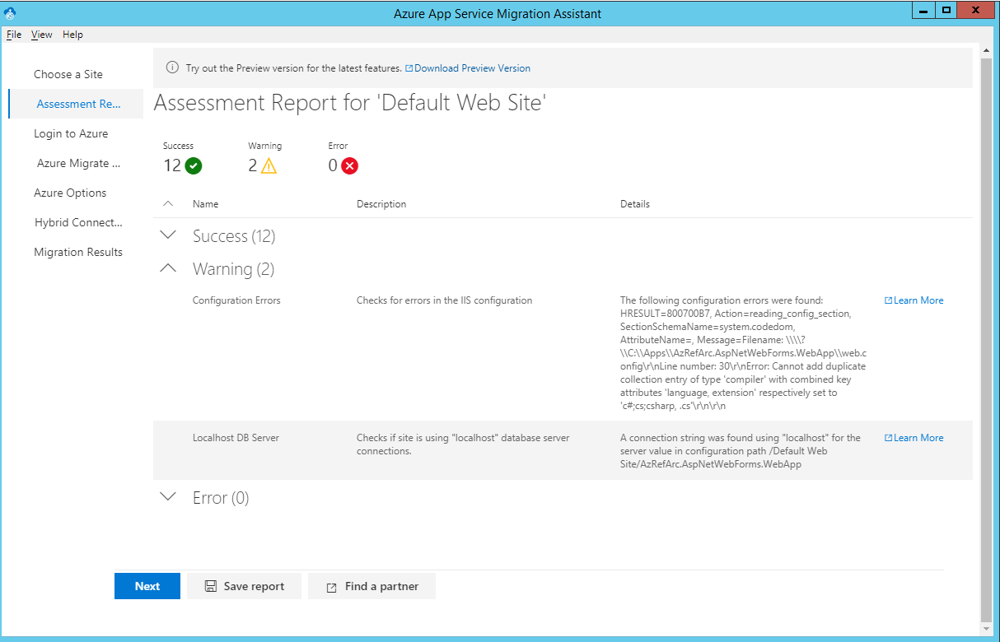 Azure App Service Migration Assistant
File View Help
Choose a Site
Assessment Re...
Login to Azure
Azure Migrate ...
Azure Options
Hybrid Connect...
Migration Results
Try out the Preview version for the latest features. Download Preview Version
Assessment Report for 'Default Web Site'
Success Warning Error
12 2 0
Name Description Details
Success (12)
Warning (2)
Configuration Errors
Checks for errors in the IIS configuration
The following configuration errors were found:
HRESULT=800700B7, Action=reading_config_section,
SectionSchemaName=system.codedom,
AttributeName=, Message=Filename: \\\\?
\\C:\\Apps\\AzRefArc.AspNetWebForms.WebApp\\web.c
onfig\r\nLine number: 30\r\nError: Cannot add duplicate
collection entry of type 'compiler' with combined key
attributes 'language, extension' respectively set to
'c#;cs;csharp, .cs'\r\n\r\n
Learn More
Localhost DB Server
Checks if site is using "localhost" database server
connections.
A connection string was found using "localhost" for the
server value in configuration path /Default Web
Site/AzRefArc.AspNetWebForms.WebApp
Learn More
Error (0)
Next Save report Find a partner